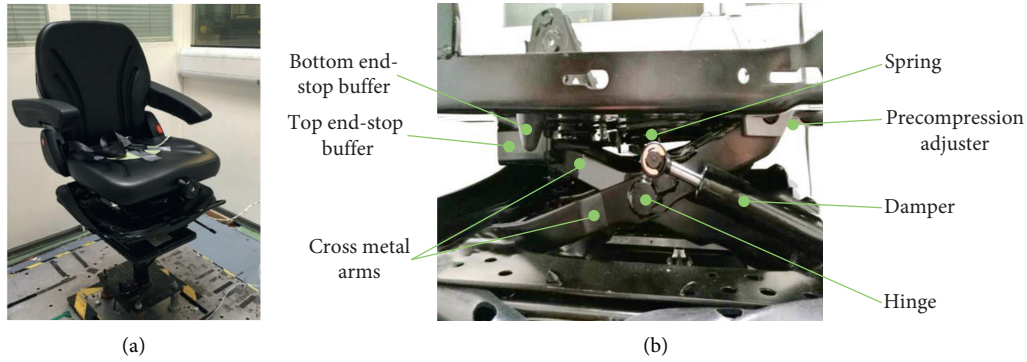 Bottom end-
stop buffer
Top end-stop
buffer
Cross metal
arms
Spring
Precompression
adjuster
Damper
Hinge
(a)
(b)